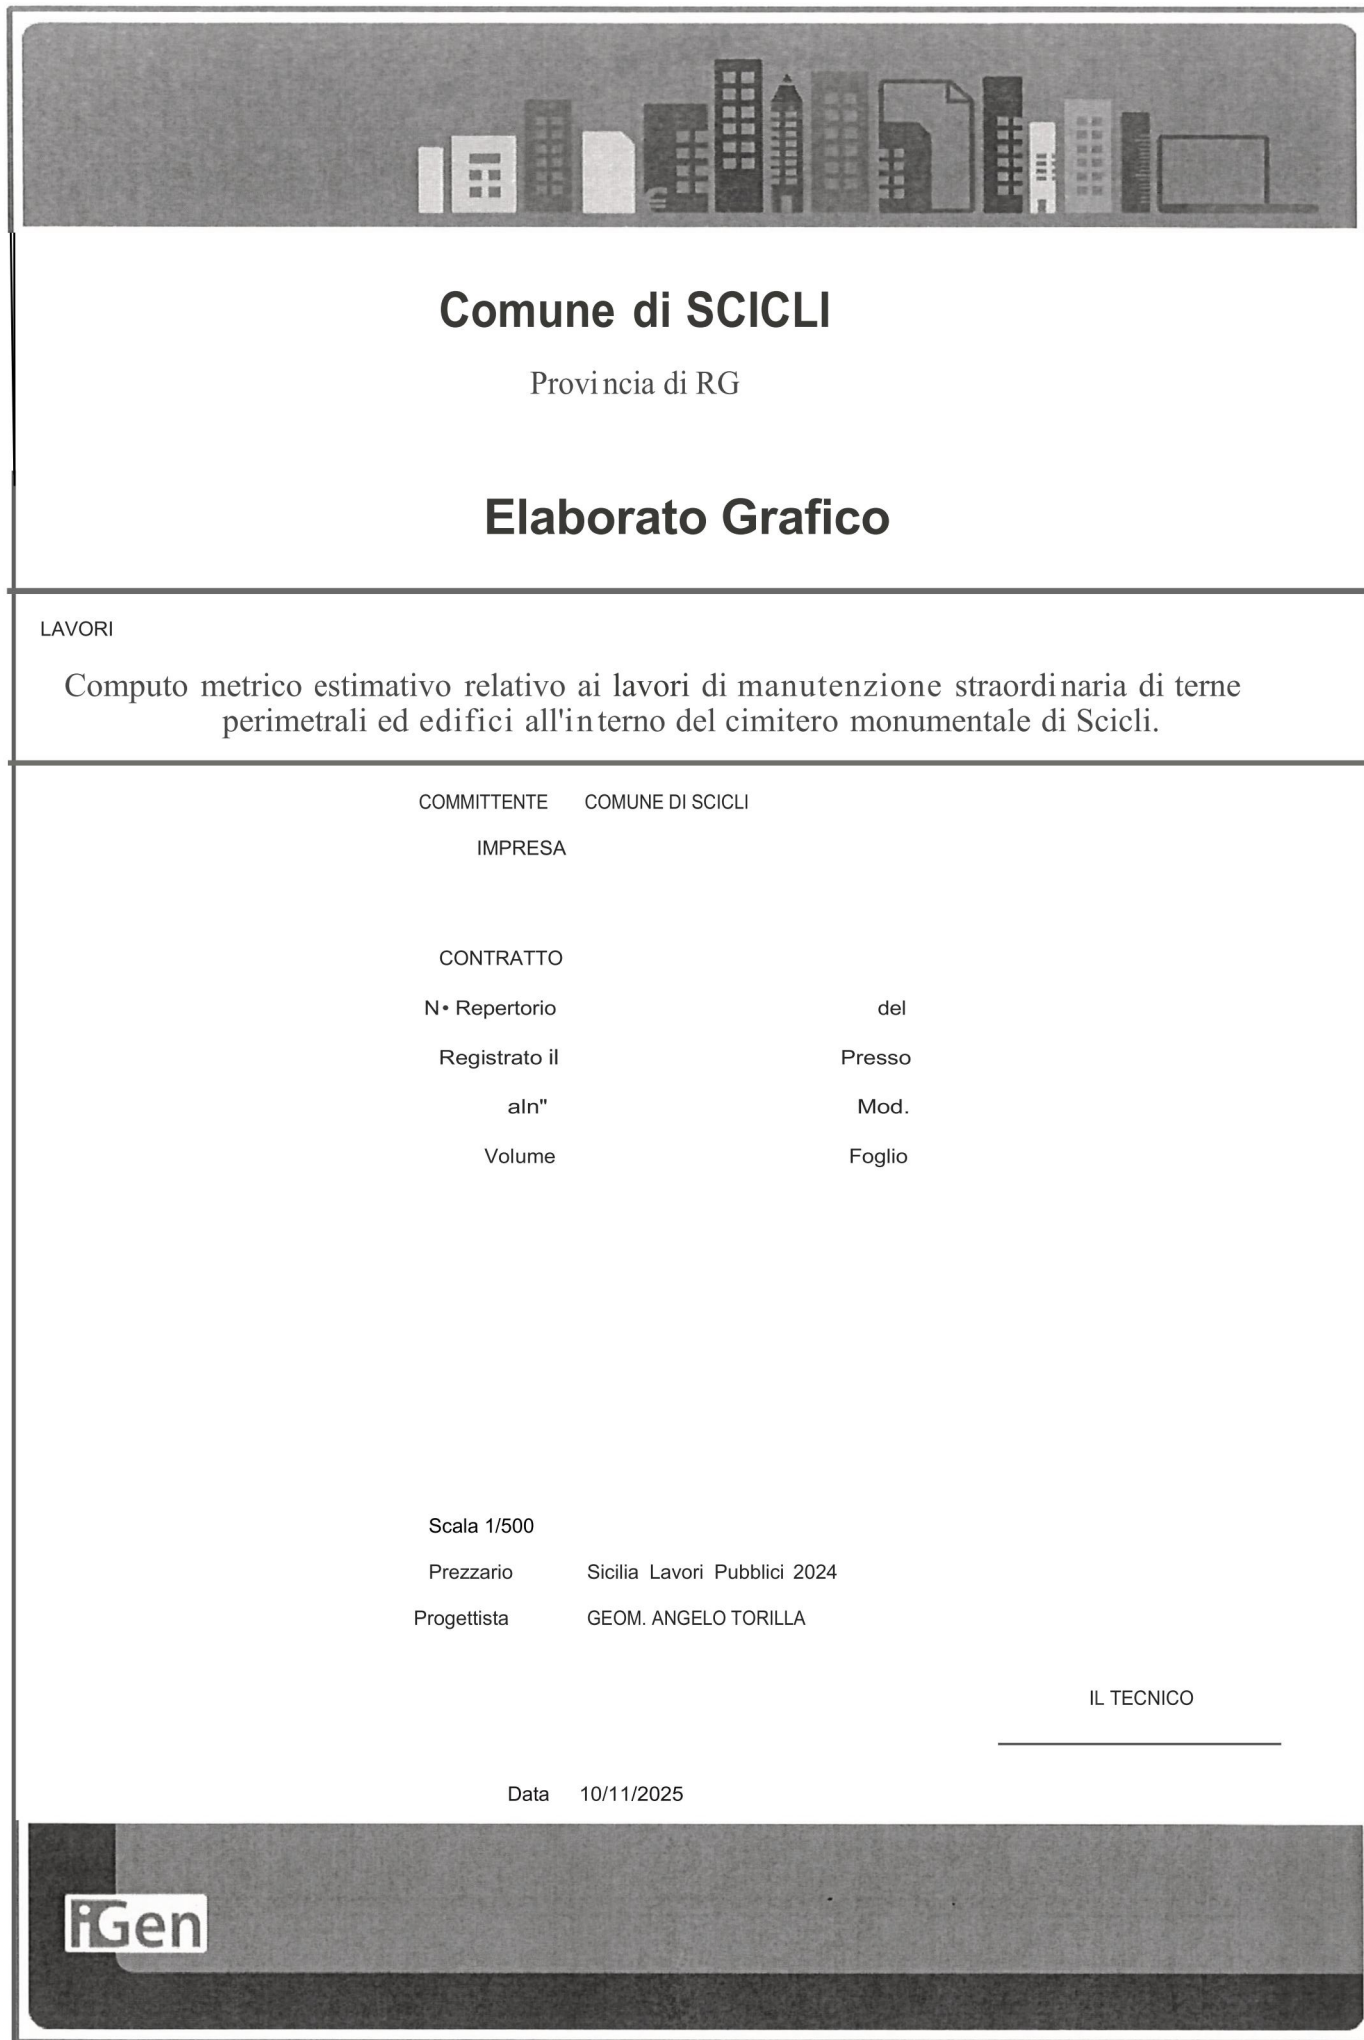 Comune di SCICLI
Provincia di RG
Elaborato Grafico
LAVORI
Computo metrico estimativo relativo ai lavori di manutenzione straordinaria di terne
perimetrali ed edifici all'interno del cimitero monumentale di Scicli.
COMMITTENTE COMUNE DI SCICLI
IMPRESA
CONTRATTO
N• Repertorio del
Registrato il Presso
aln" Mod.
Volume Foglio
Scala 1/500
Prezzario Sicilia Lavori Pubblici 2024
Progettista GEOM. ANGELO TORILLA
IL TECNICO
Data 10/11/2025
iGen